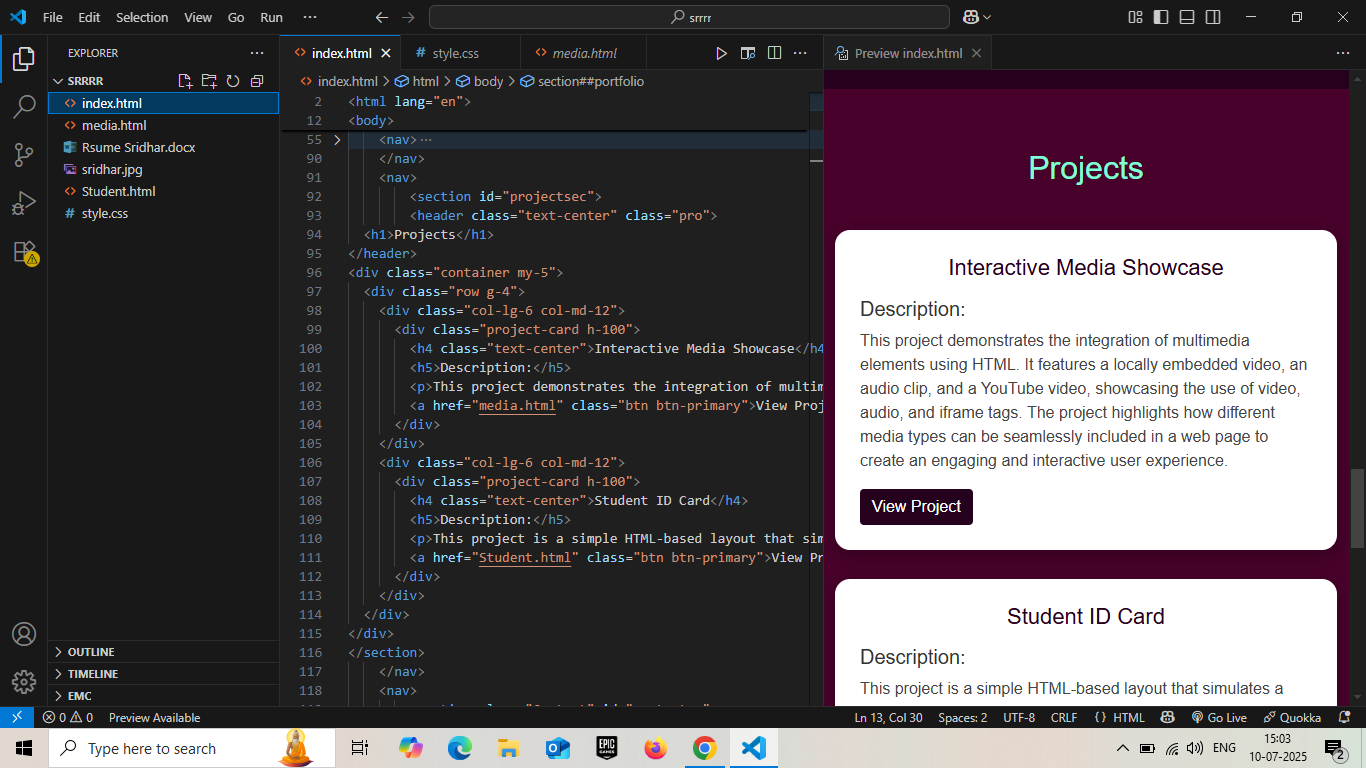 File Edit Selection View Go Run ···
srrrr
EXPLORER ···
SRRRR
index.html
media.html
Rsume Sridhar.docx
sridhar.jpg
Student.html
style.css
OUTLINE
TIMELINE
EMC
index.html
style.css
media.html
index.html > html > body > section##portfolio
2 <html lang="en">
12 <body>
55 <nav> ···
90 </nav>
91 <nav>
92 <section id="projectsec">
93 <header class="text-center" class="pro">
94 <h1>Projects</h1>
95 </header>
96 <div class="container my-5">
97 <div class="row g-4">
98 <div class="col-lg-6 col-md-12">
99 <div class="project-card h-100">
100 <h4 class="text-center">Interactive Media Showcase</h4
101 <h5>Description:</h5>
102 <p>This project demonstrates the integration of multim
103 <a href="media.html" class="btn btn-primary">View Proj
104 </div>
105 </div>
106 <div class="col-lg-6 col-md-12">
107 <div class="project-card h-100">
108 <h4 class="text-center">Student ID Card</h4>
109 <h5>Description:</h5>
110 <p>This project is a simple HTML-based layout that sim
111 <a href="Student.html" class="btn btn-primary">View Pr
112 </div>
113 </div>
114 </div>
115 </div>
116 </section>
117 </nav>
118 <nav>
Preview index.html
Projects
Interactive Media Showcase
Description:
This project demonstrates the integration of multimedia
elements using HTML. It features a locally embedded video, an
audio clip, and a YouTube video, showcasing the use of video,
audio, and iframe tags. The project highlights how different
media types can be seamlessly included in a web page to
create an engaging and interactive user experience.
View Project
Student ID Card
Description:
This project is a simple HTML-based layout that simulates a
0 0 Preview Available
Ln 13, Col 30 Spaces: 2 UTF-8 CRLF {} HTML Go Live Quokka
Type here to search
EPIC GAMES
ENG
15:03
10-07-2025
2